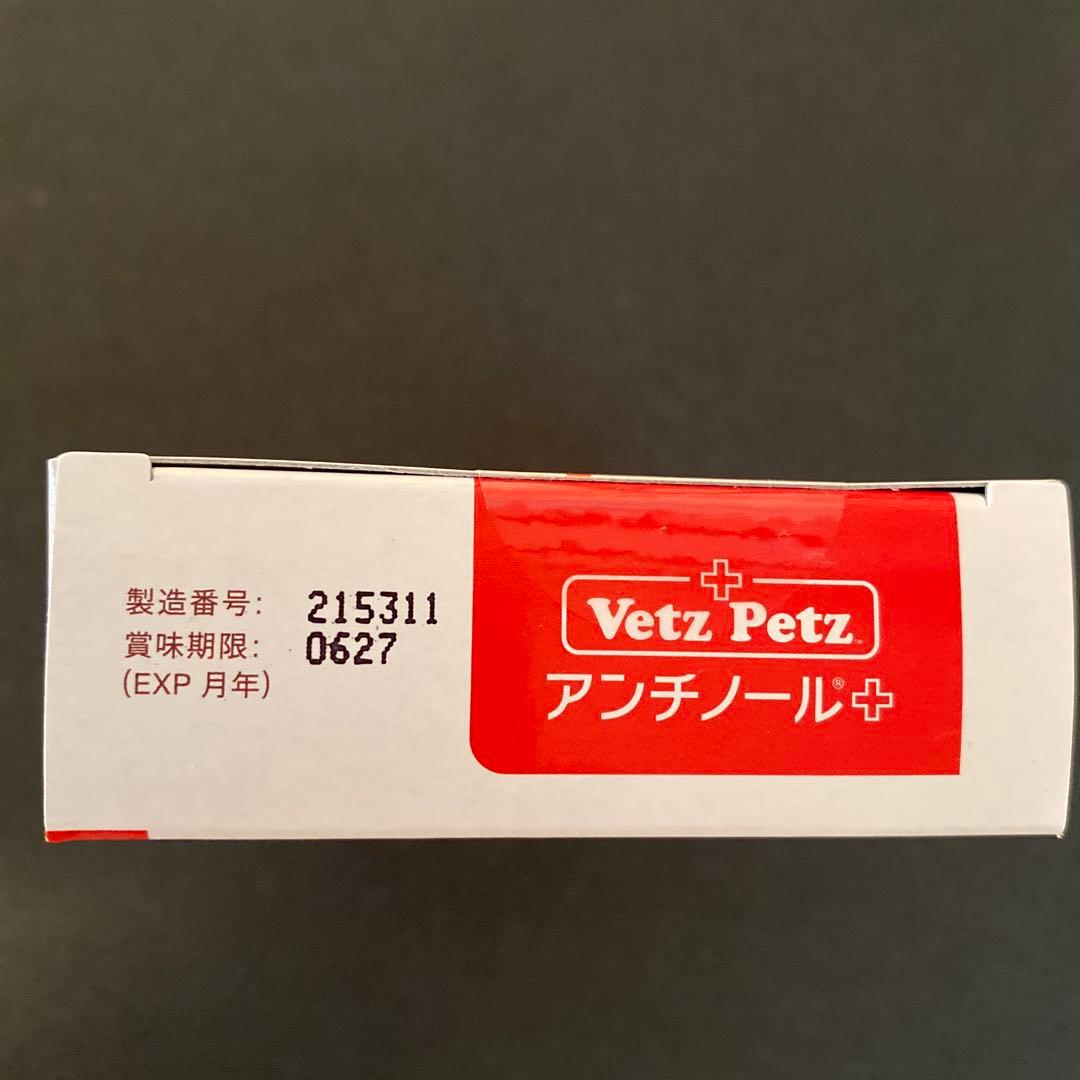 製造番号: 215311
賞味期限: 0627
(EXP 月年)
Vetz Petz™
アンチノール®+